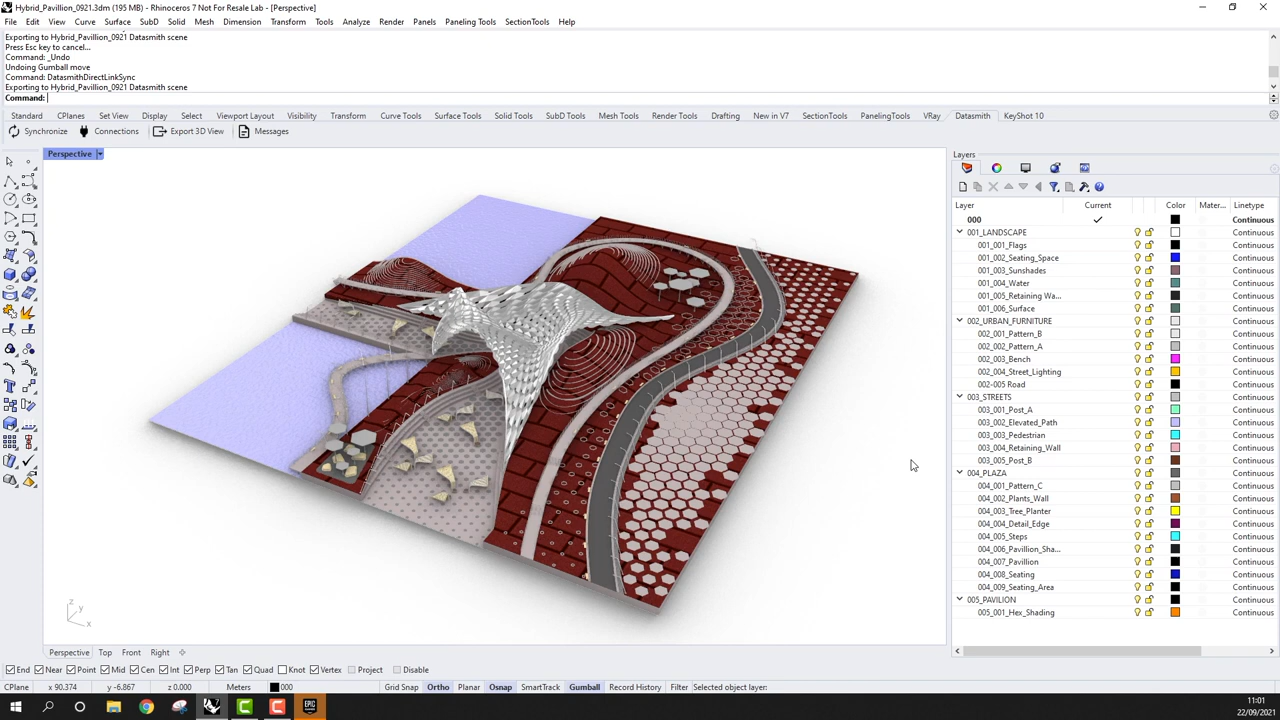 Hybrid_Pavillion_0921.3dm (195 MB) - Rhinoceros 7 Not For Resale Lab - [Perspective]
File Edit View Curve Surface SubD Solid Mesh Dimension Transform Tools Analyze Render Panels Paneling Tools SectionTools Help
Exporting to Hybrid_Pavillion_0921 Datasmith scene
Press Esc key to cancel...
Command: _Undo
Undoing Gumball move
Command: DatasmithDirectLinkSync
Exporting to Hybrid_Pavillion_0921 Datasmith scene
Command:
Standard CPlanes Set View Display Select Viewport Layout Visibility Transform Curve Tools Surface Tools Solid Tools SubD Tools Mesh Tools Render Tools Drafting New in V7 SectionTools PanelingTools VRay Datasmith KeyShot 10
Synchronize Connections Export 3D View Messages
Perspective
Layers
Layer Current Color Mater... Linetype
000 Continuous
001_LANDSCAPE Continuous
001_001_Flags Continuous
001_002_Seating_Space Continuous
001_003_Sunshades Continuous
001_004_Water Continuous
001_005_Retaining Wa... Continuous
001_006_Surface Continuous
002_URBAN_FURNITURE Continuous
002_001_Pattern_B Continuous
002_002_Pattern_A Continuous
002_003_Bench Continuous
002_004_Street_Lighting Continuous
002-005 Road Continuous
003_STREETS Continuous
003_001_Post_A Continuous
003_002_Elevated_Path Continuous
003_003_Pedestrian Continuous
003_004_Retaining_Wall Continuous
003_005_Post_B Continuous
004_PLAZA Continuous
004_001_Pattern_C Continuous
004_002_Plants_Wall Continuous
004_003_Tree_Planter Continuous
004_004_Detail_Edge Continuous
004_005_Steps Continuous
004_006_Pavillion_Sha... Continuous
004_007_Pavillion Continuous
004_008_Seating Continuous
004_009_Seating_Area Continuous
005_PAVILION Continuous
005_001_Hex_Shading Continuous
z
y
x
Perspective Top Front Right
End Near Point Mid Cen Int Perp Tan Quad Knot Vertex Project Disable
CPlane x 90.374 y -6.867 z 0.000 Meters 000 Grid Snap Ortho Planar Osnap SmartTrack Gumball Record History Filter Selected object layer:
EPIC
11:01
22/09/2021